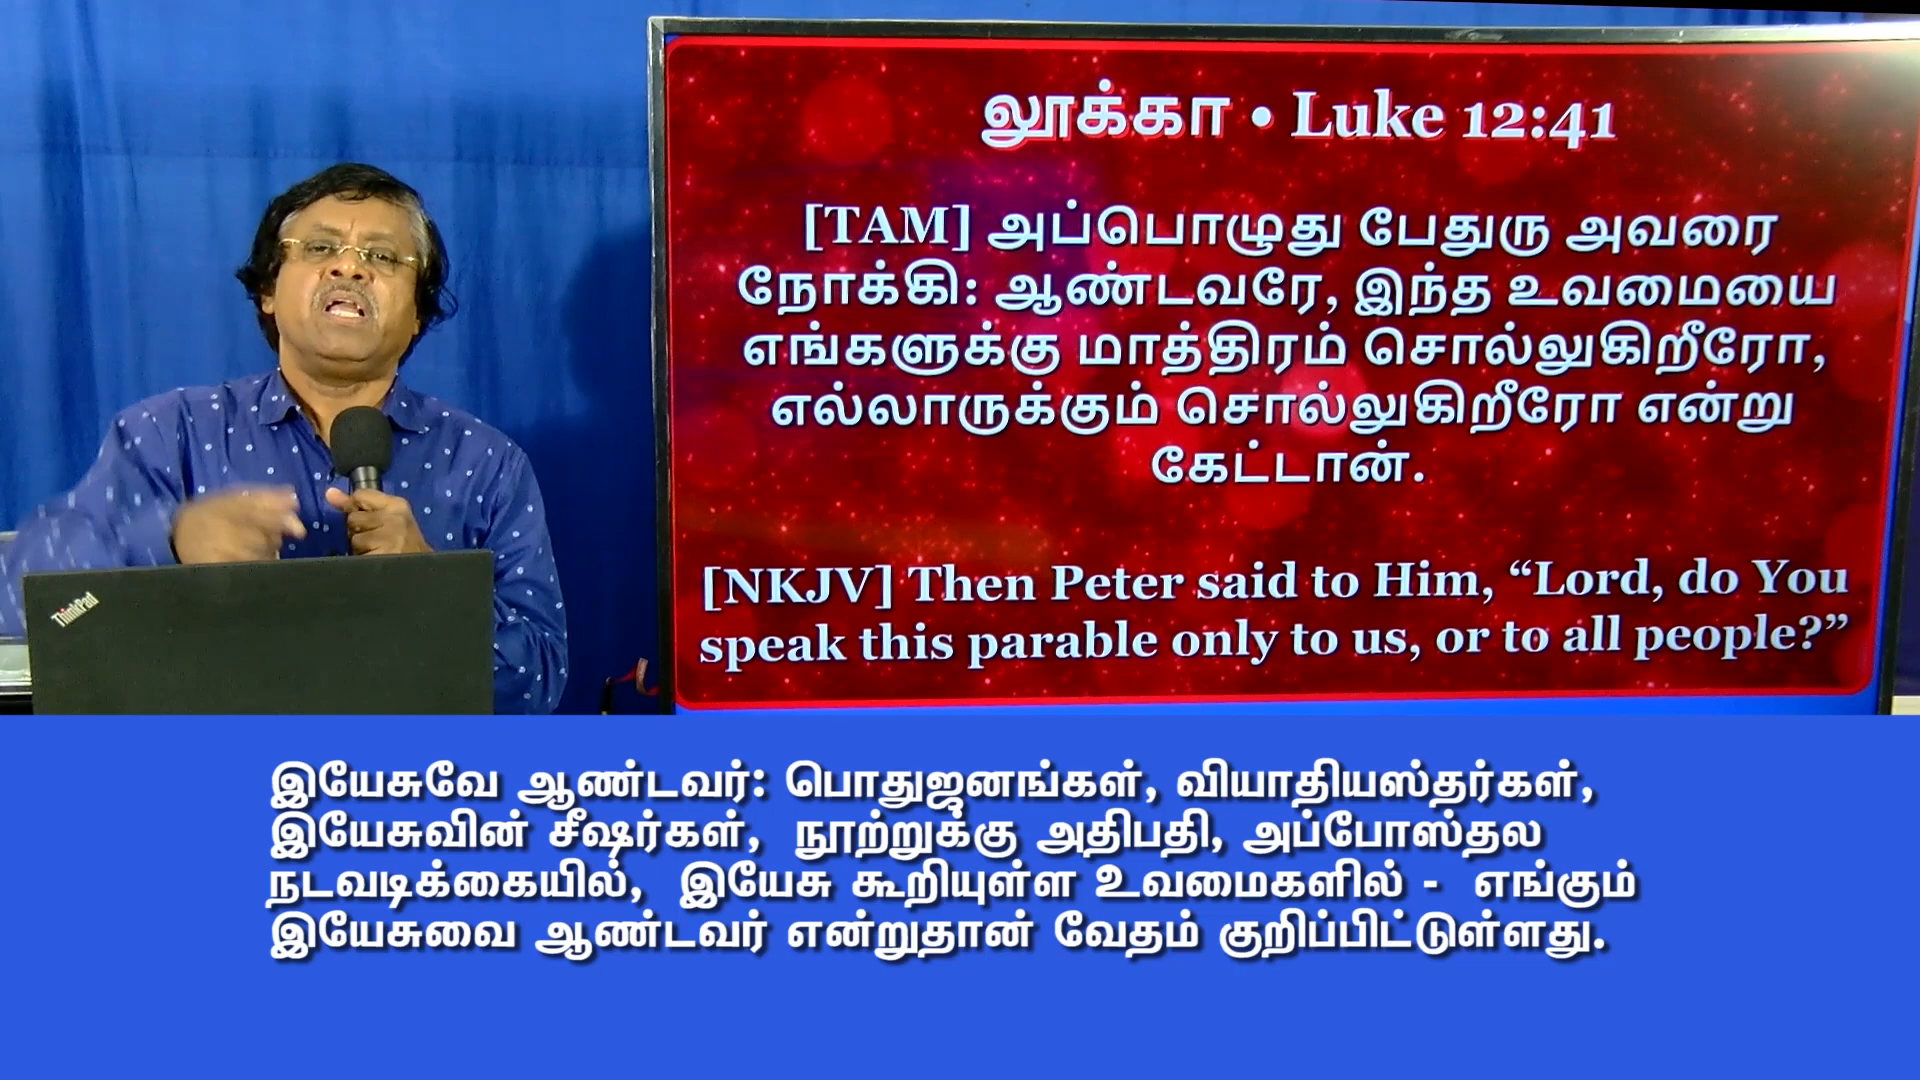 லூக்கா • Luke 12:41
[TAM] அப்பொழுது பேதுரு அவரை
நோக்கி: ஆண்டவரே, இந்த உவமையை
எங்களுக்கு மாத்திரம் சொல்லுகிறீரோ,
எல்லாருக்கும் சொல்லுகிறீரோ என்று
கேட்டான்.
[NKJV] Then Peter said to Him, “Lord, do You
speak this parable only to us, or to all people?”
ThinkPad
இயேசுவே ஆண்டவர்: பொதுஜனங்கள், வியாதியஸ்தர்கள்,
இயேசுவின் சீஷர்கள், நூற்றுக்கு அதிபதி, அப்போஸ்தல
நடவடிக்கையில், இயேசு கூறியுள்ள உவமைகளில் - எங்கும்
இயேசுவை ஆண்டவர் என்றுதான் வேதம் குறிப்பிட்டுள்ளது.